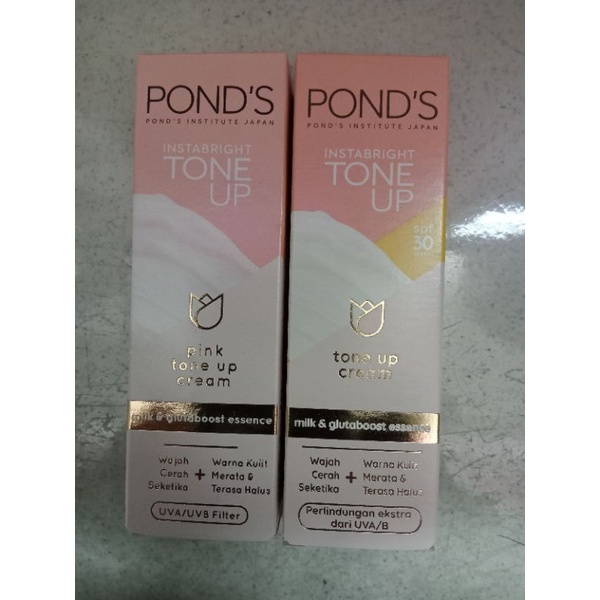 POND'S
POND'S INSTITUTE JAPAN
INSTABRIGHT
TONE
UP
pink
tone up
cream
milk & glutaboost essence
Wajah
Cerah
Seketika
+
Warna Kulit
Merata &
Terasa Halus
UVA/UVB Filter
POND'S
POND'S INSTITUTE JAPAN
INSTABRIGHT
TONE
UP
spf
30
tone up
cream
milk & glutaboost essence
Wajah
Cerah
Seketika
+
Warna Kulit
Merata &
Terasa Halus
Perlindungan ekstra
dari UVA/B